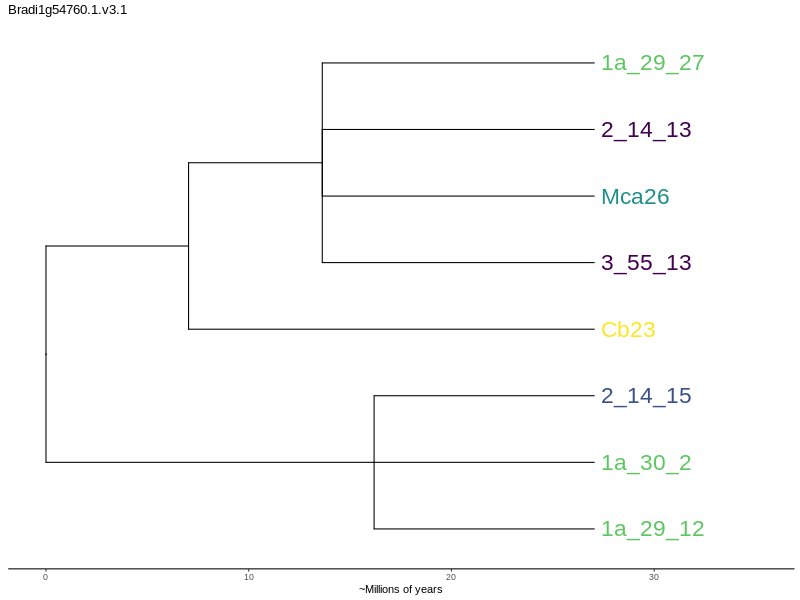 Bradi1g54760.1.v3.1
1a_29_27
2_14_13
Mca26
3_55_13
Cb23
2_14_15
1a_30_2
1a_29_12
0 10 20 30
~Millions of years